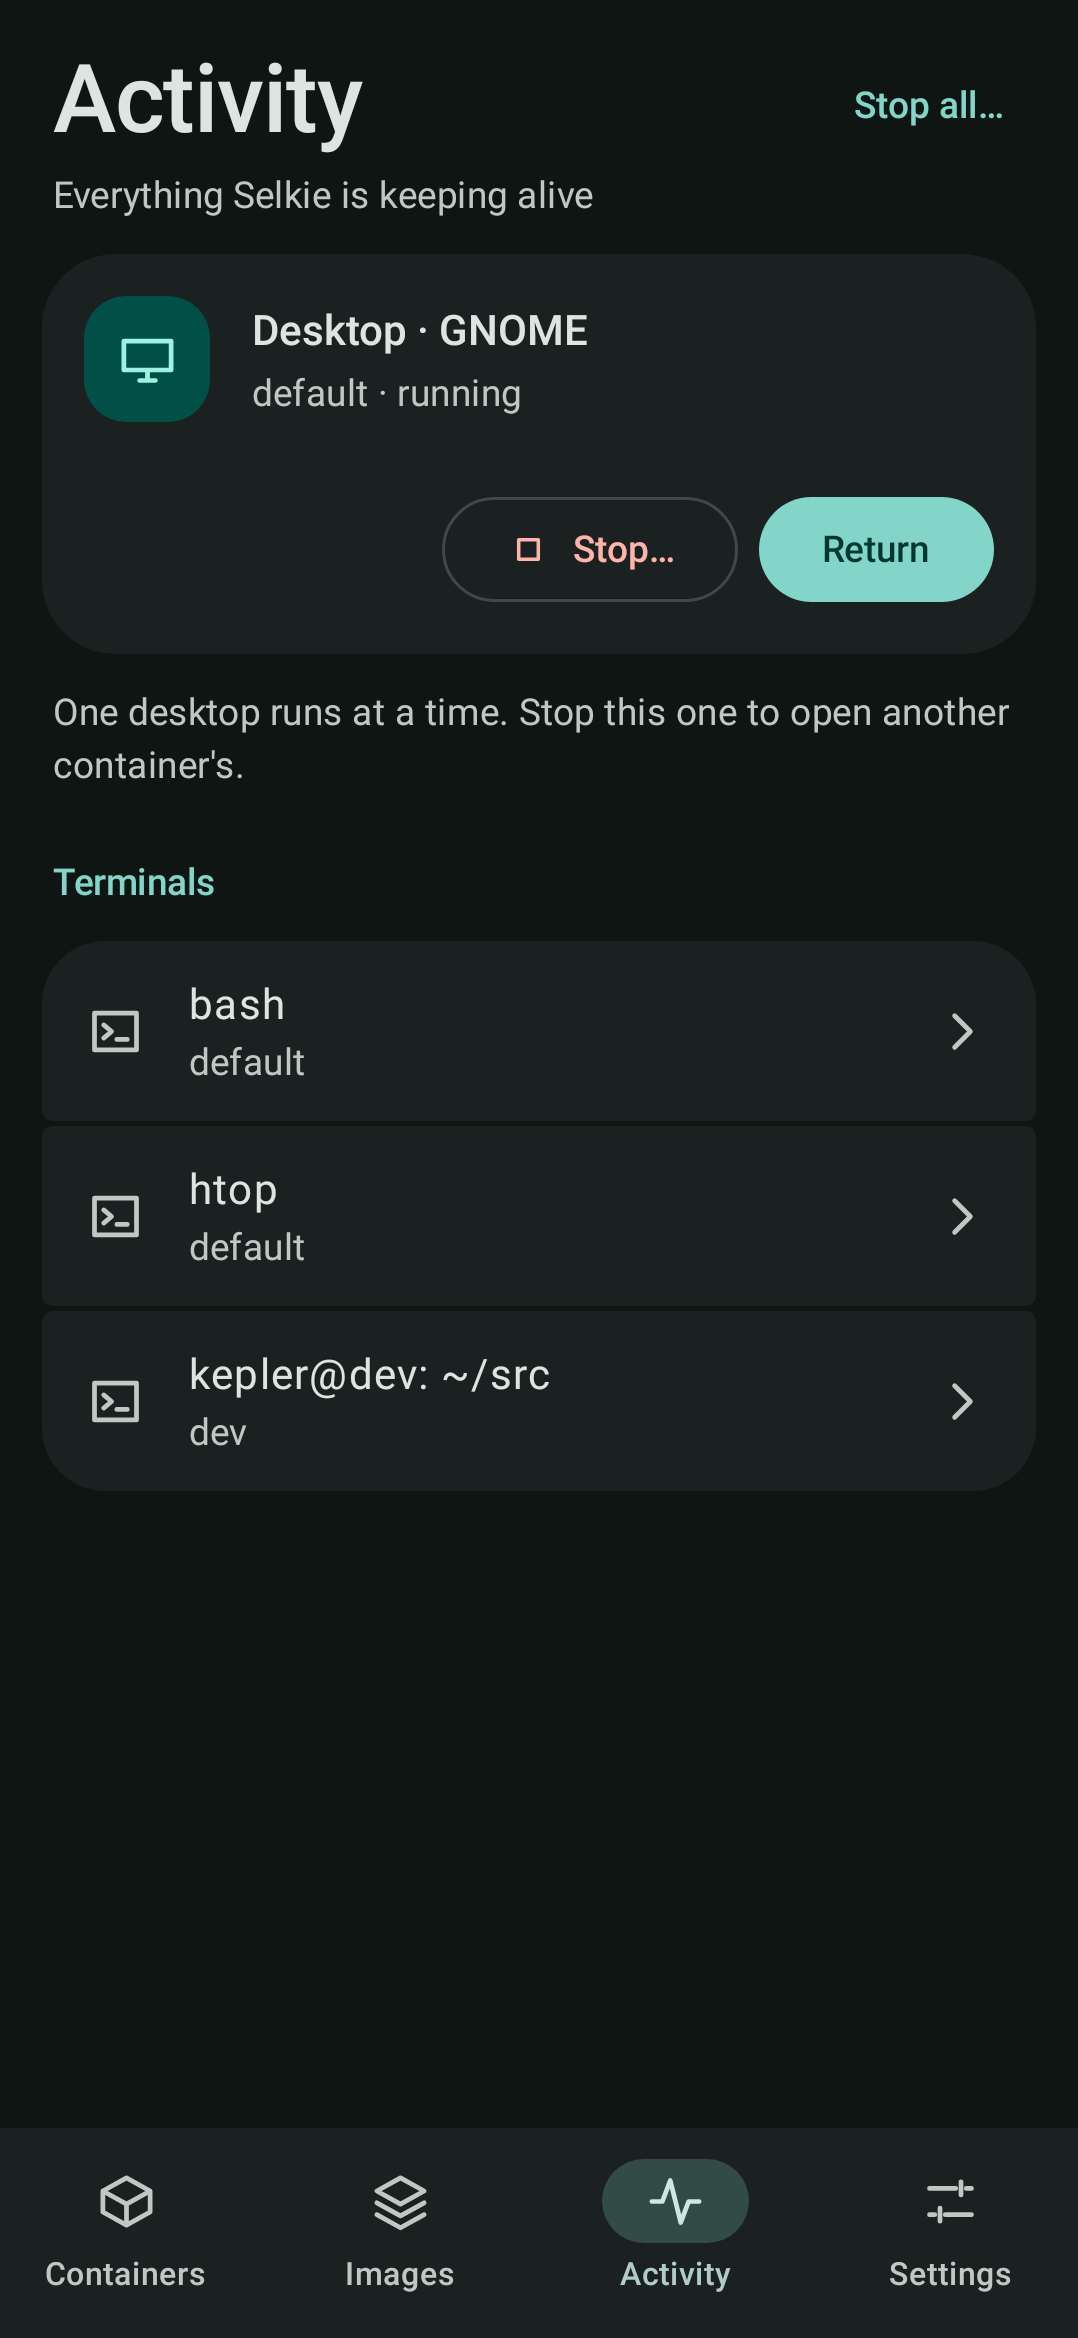 Activity
Stop all…
Everything Selkie is keeping alive
Desktop · GNOME
default · running
Stop…
Return
One desktop runs at a time. Stop this one to open another
container's.
Terminals
bash
default
htop
default
kepler@dev: ~/src
dev
Containers
Images
Activity
Settings